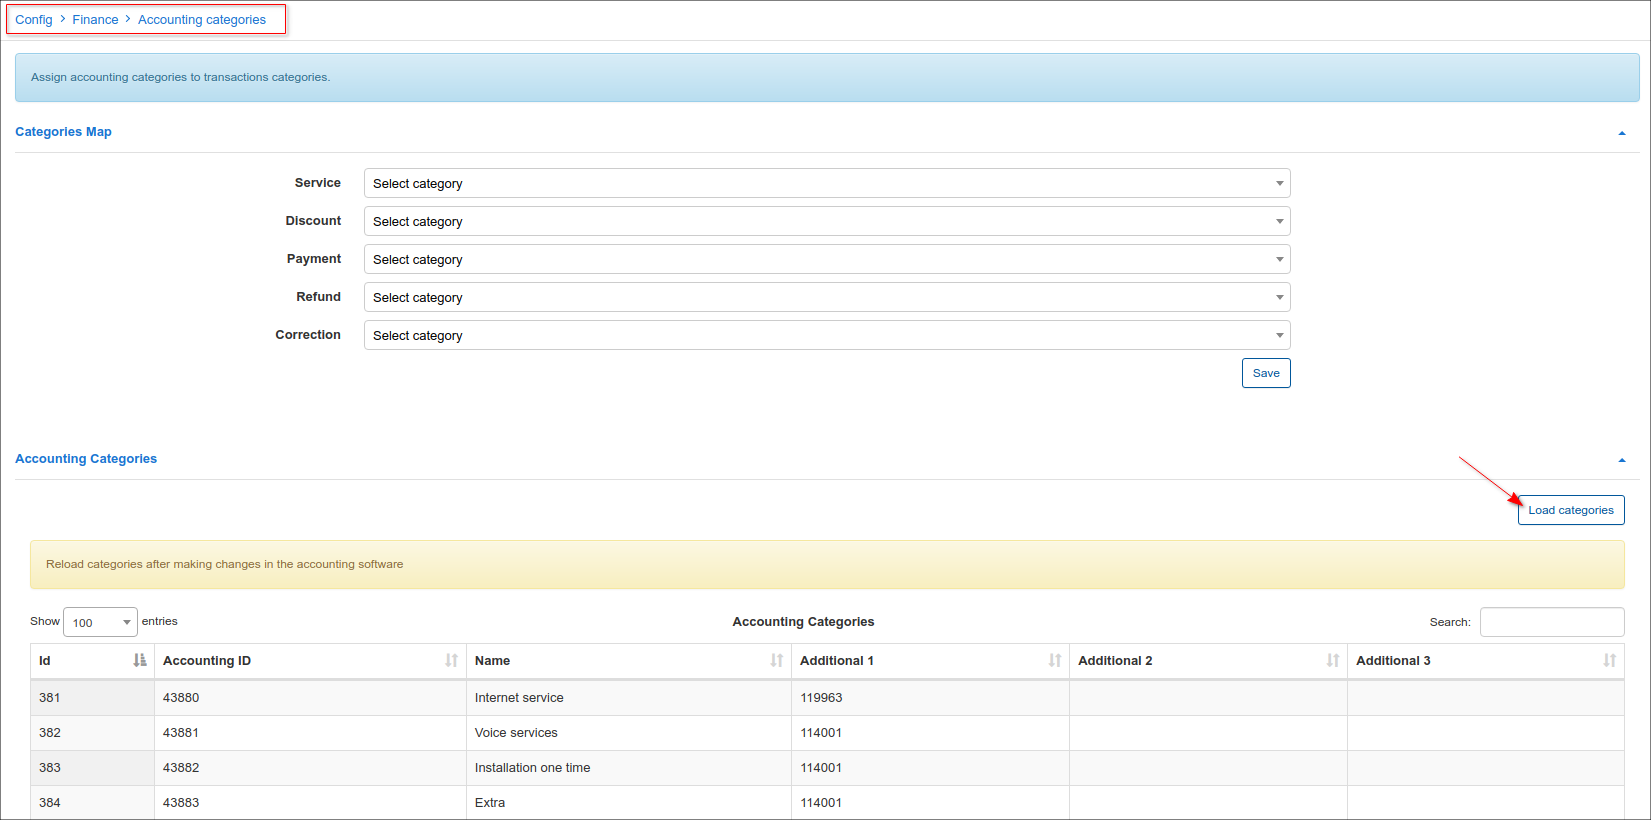 Config > Finance > Accounting categories
Assign accounting categories to transactions categories.
Categories Map
Service Select category
Discount Select category
Payment Select category
Refund Select category
Correction Select category
Save
Accounting Categories
Load categories
Reload categories after making changes in the accounting software
Show 100 entries Accounting Categories Search:
Id Accounting ID Name Additional 1 Additional 2 Additional 3
381 43880 Internet service 119963
382 43881 Voice services 114001
383 43882 Installation one time 114001
384 43883 Extra 114001